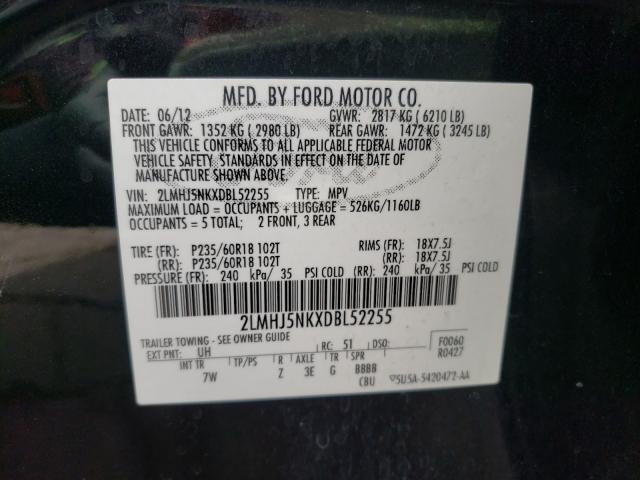 MFD. BY FORD MOTOR CO.
DATE: 06/12 GVWR: 2817 KG ( 6210 LB)
FRONT GAWR: 1352 KG ( 2980 LB) REAR GAWR: 1472 KG ( 3245 LB)
THIS VEHICLE CONFORMS TO ALL APPLICABLE FEDERAL MOTOR
VEHICLE SAFETY STANDARDS IN EFFECT ON THE DATE OF
MANUFACTURE SHOWN ABOVE.
VIN: 2LMHJ5NKXDBL52255 TYPE: MPV
MAXIMUM LOAD = OCCUPANTS + LUGGAGE = 526KG/1160LB
OCCUPANTS = 5 TOTAL; 2 FRONT, 3 REAR
TIRE (FR): P235/60R18 102T RIMS (FR): 18X7.5J
(RR): P235/60R18 102T (RR): 18X7.5J
PRESSURE (FR): 240 kPa/ 35 PSI COLD (RR): 240 kPa/ 35 PSI COLD
2LMHJ5NKXDBL52255
TRAILER TOWING - SEE OWNER GUIDE
EXT PNT: UH RC: 51 DSO: F0060
R0427
INT TR TP/PS R AXLE TR SPR
7W Z 3E G BBBB
CBU 5U5A-5420472-AA